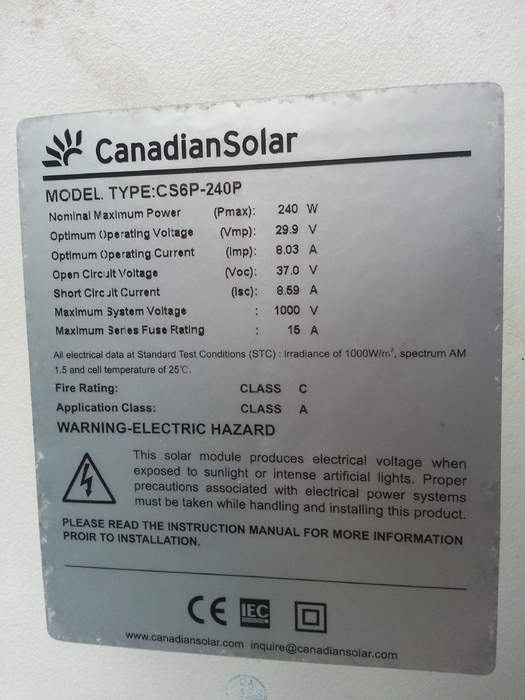 CanadianSolar
MODEL. TYPE:CS6P-240P
Nominal Maximum Power (Pmax): 240 W
Optimum Operating Voltage (Vmp): 29.9 V
Optimum Operating Current (Imp): 8.03 A
Open Circuit Voltage (Voc): 37.0 V
Short Circuit Current (Isc): 8.59 A
Maximum System Voltage : 1000 V
Maximum Series Fuse Rating : 15 A
All electrical data at Standard Test Conditions (STC) : Irradiance of 1000W/m², spectrum AM
1.5 and cell temperature of 25℃.
Fire Rating: CLASS C
Application Class: CLASS A
WARNING-ELECTRIC HAZARD
This solar module produces electrical voltage when
exposed to sunlight or intense artificial lights. Proper
precautions associated with electrical power systems
must be taken while handling and installing this product.
PLEASE READ THE INSTRUCTION MANUAL FOR MORE INFORMATION
PROIR TO INSTALLATION.
CE IEC
www.canadiansolar.com inquire@canadiansolar.com